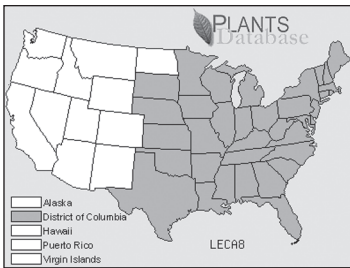 PLANTS
Database
Alaska
District of Columbia
Hawaii
Puerto Rico
Virgin Islands
LECA8